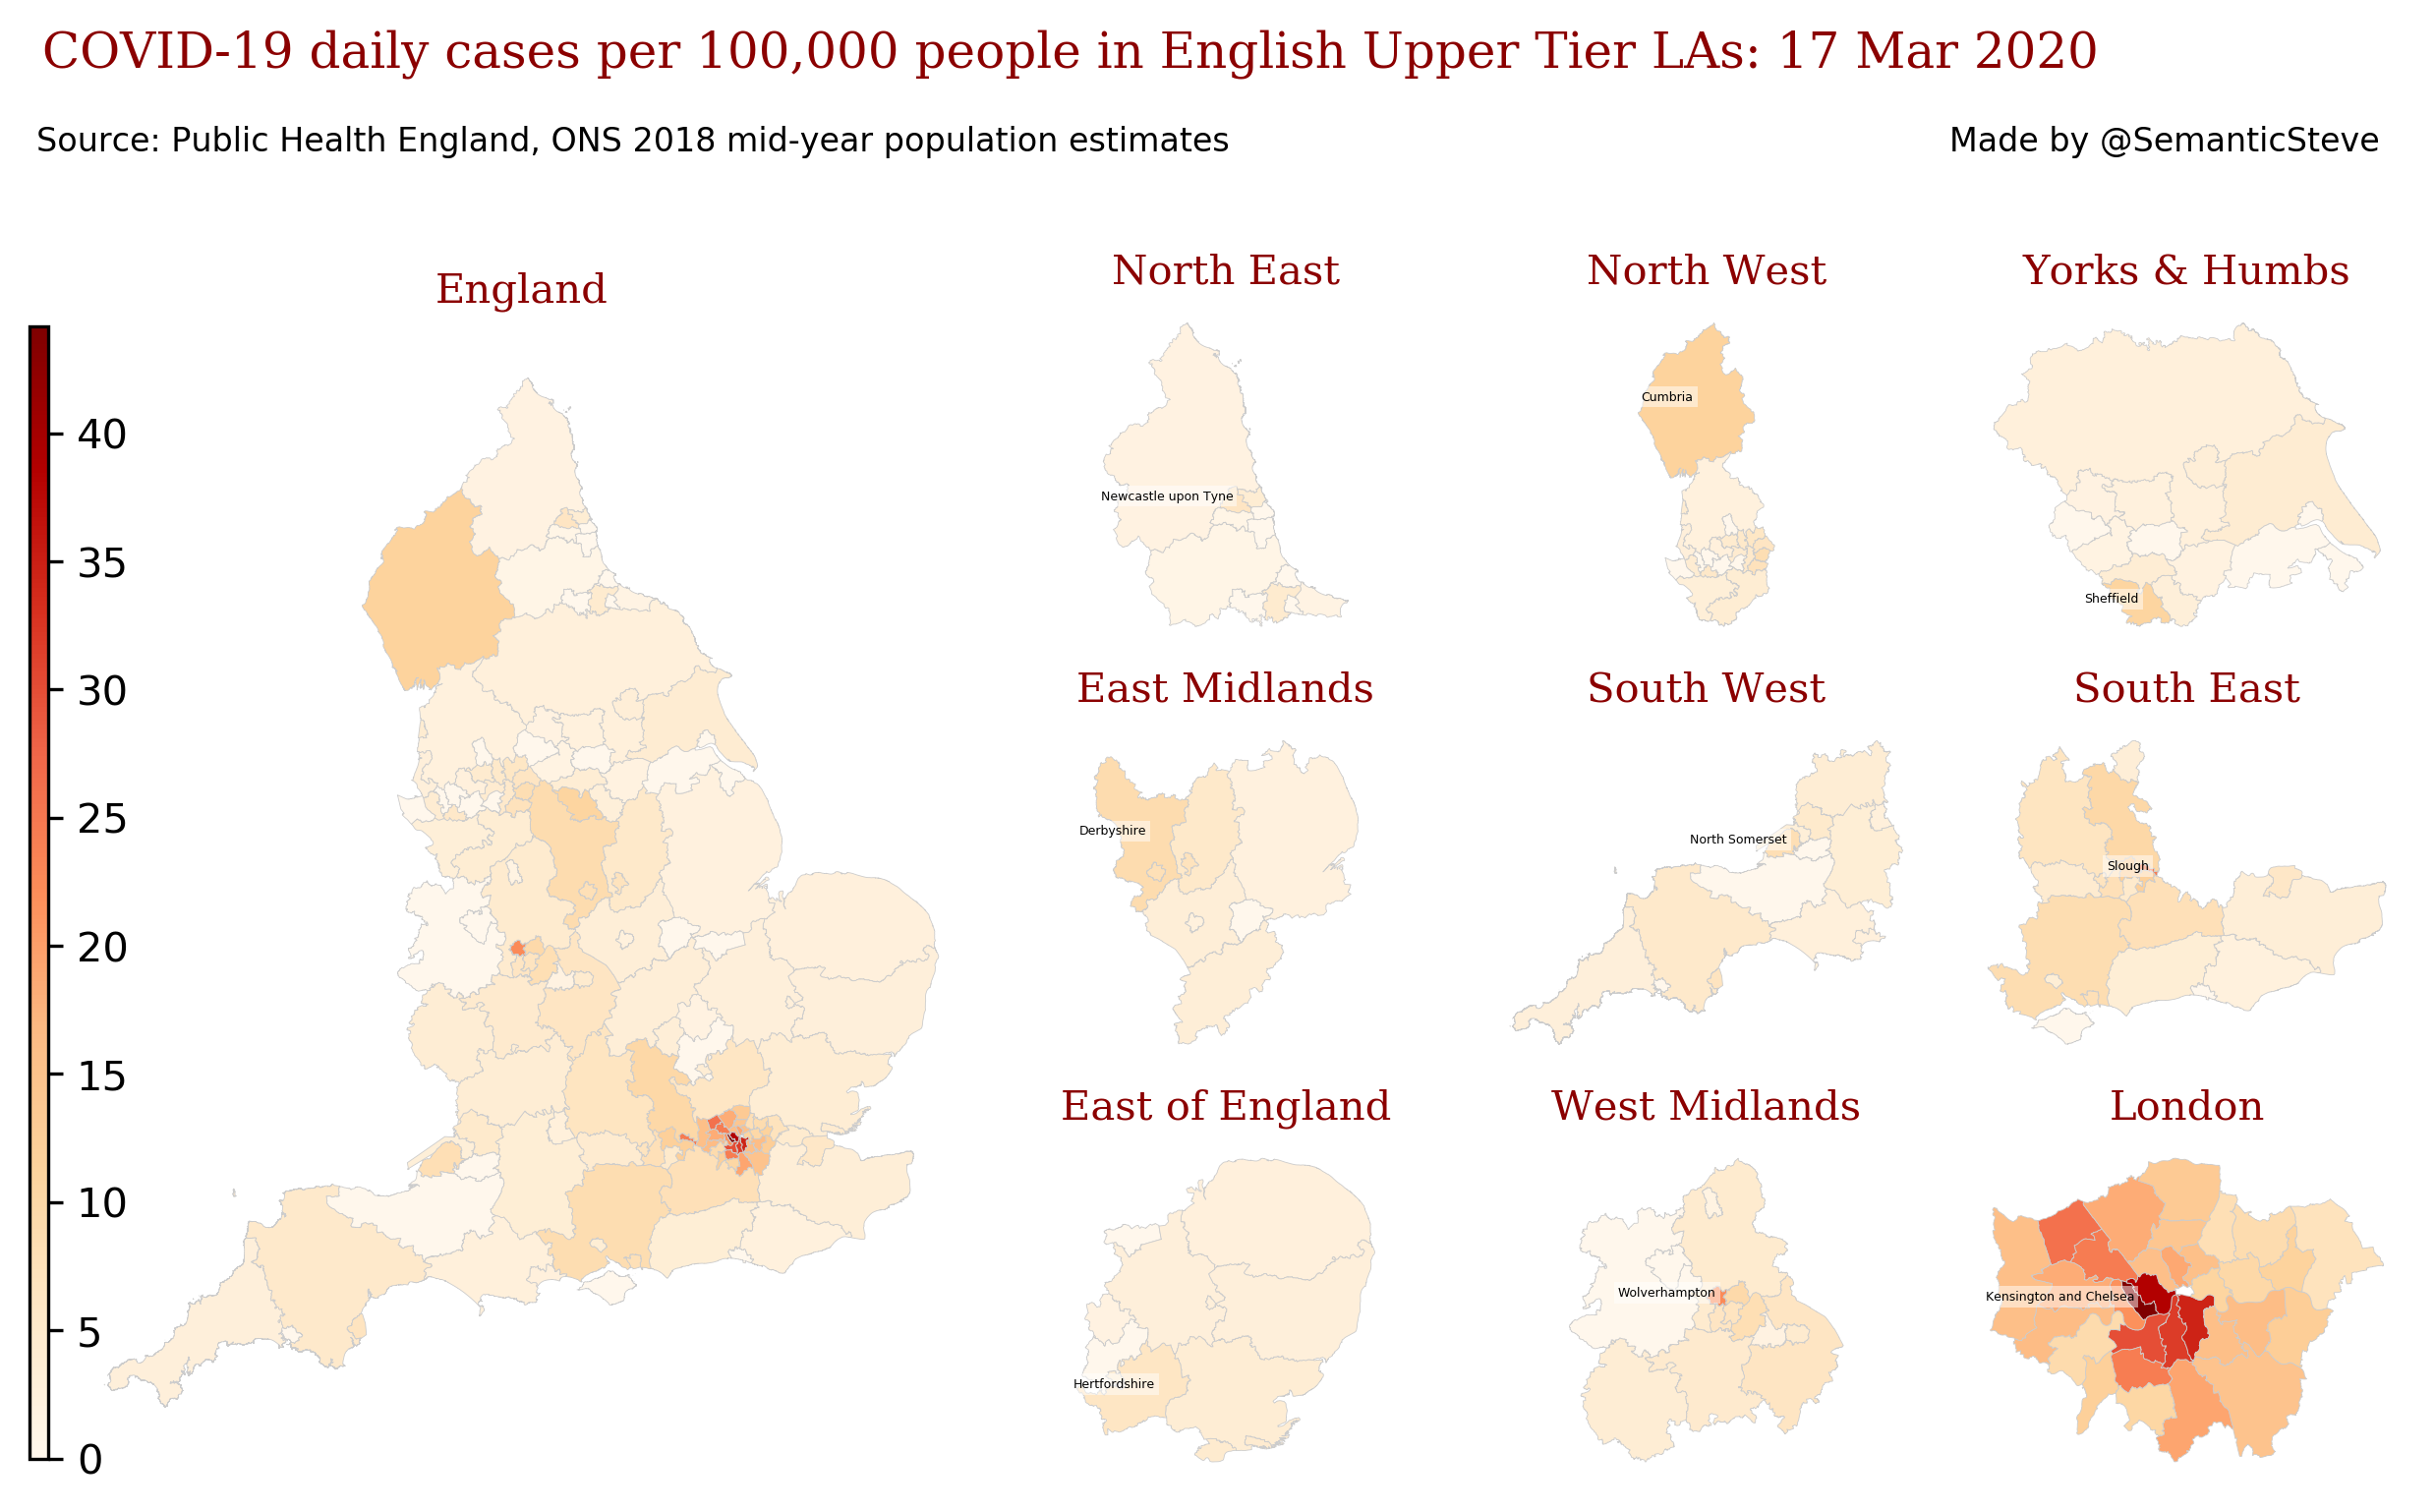 COVID-19 daily cases per 100,000 people in English Upper Tier LAs: 17 Mar 2020
Source: Public Health England, ONS 2018 mid-year population estimates
Made by @SemanticSteve
England
40
35
30
25
20
15
10
5
0
North East
Newcastle upon Tyne
North West
Cumbria
Yorks & Humbs
Sheffield
East Midlands
Derbyshire
South West
North Somerset
South East
Slough
East of England
Hertfordshire
West Midlands
Wolverhampton
London
Kensington and Chelsea